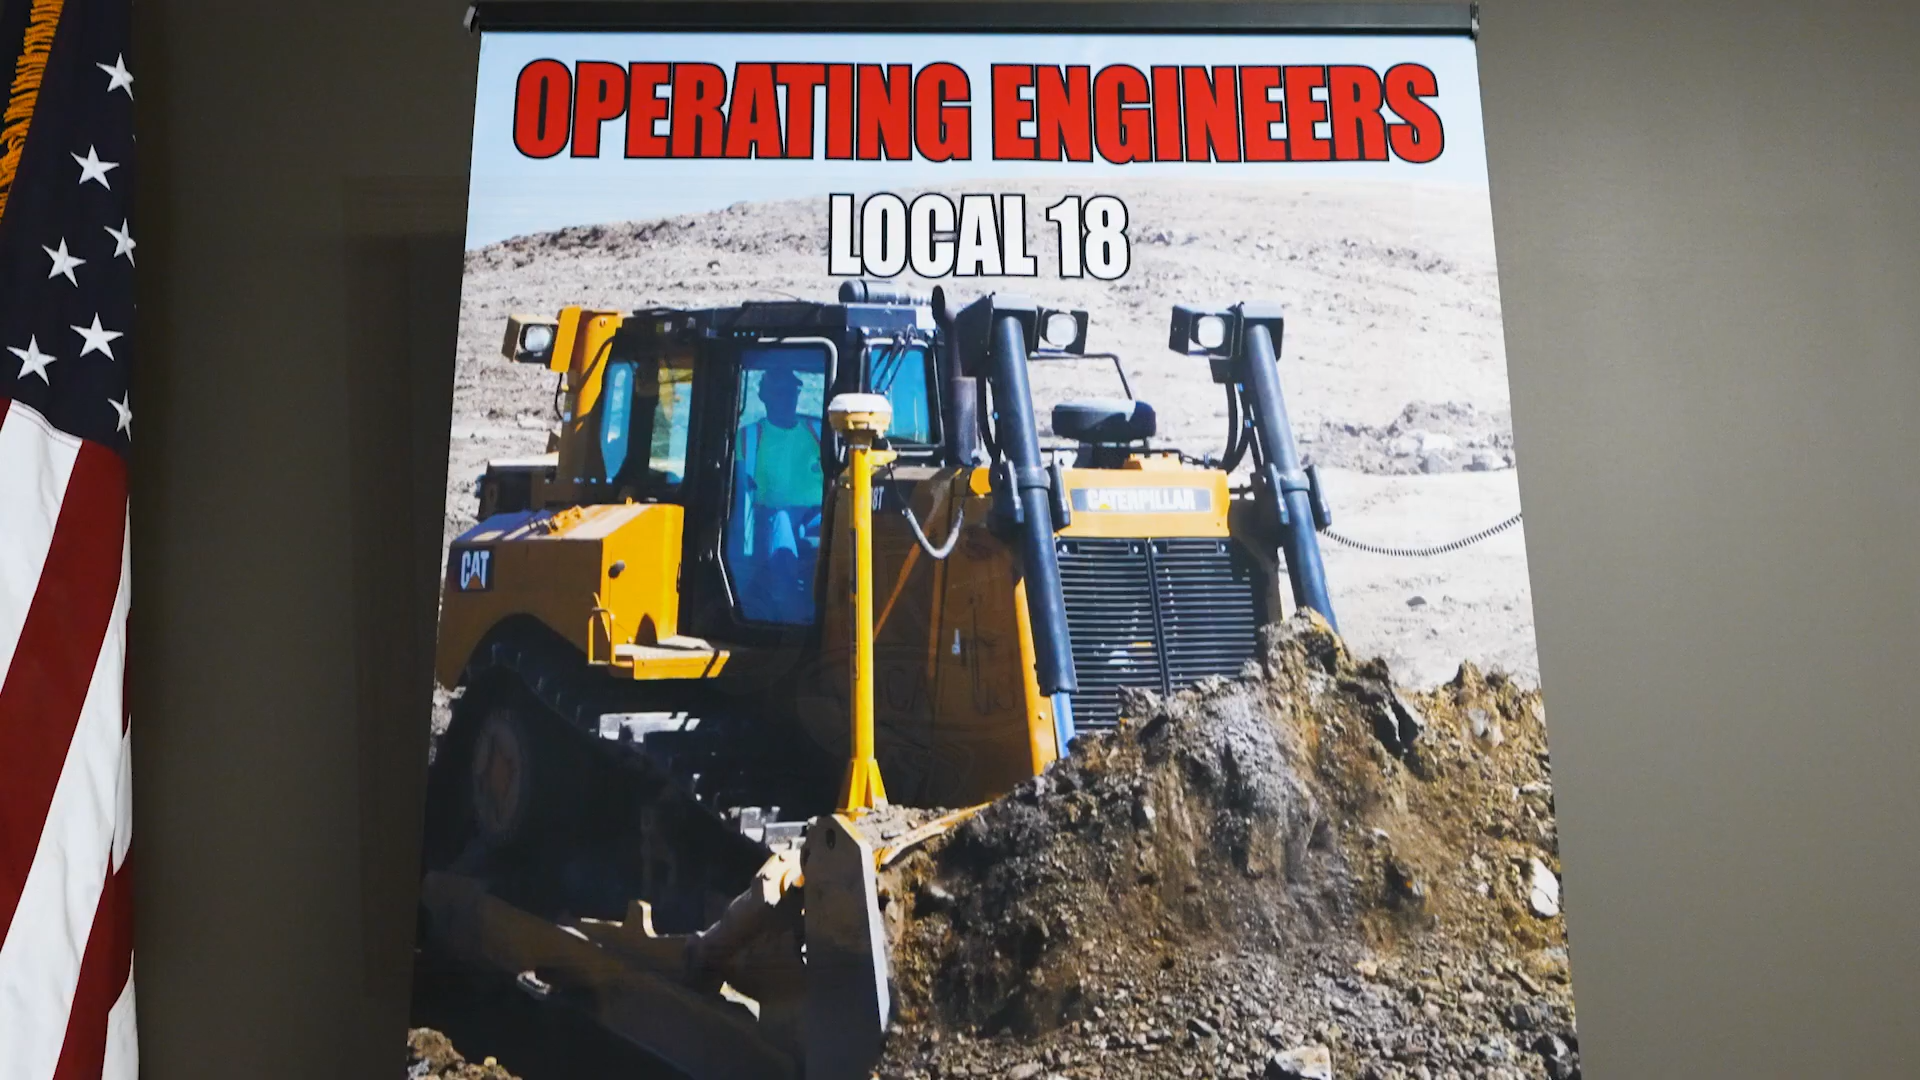 OPERATING ENGINEERS
LOCAL 18
CATERPILLAR
CAT